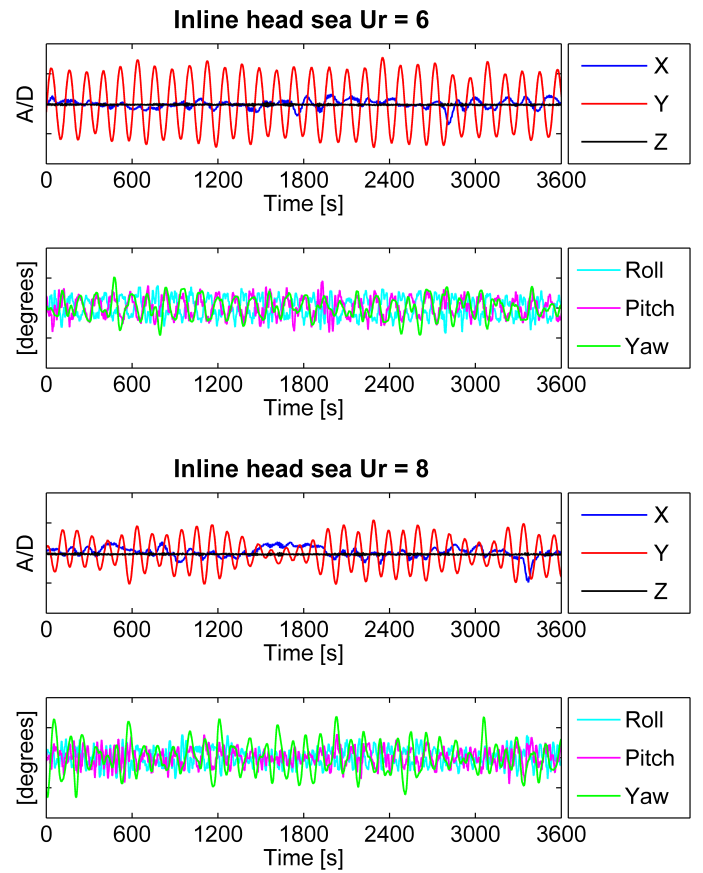 Inline head sea Ur = 6
A/D
X
Y
Z
0 600 1200 1800 2400 3000 3600
Time [s]
[degrees]
Roll
Pitch
Yaw
0 600 1200 1800 2400 3000 3600
Time [s]
Inline head sea Ur = 8
A/D
X
Y
Z
0 600 1200 1800 2400 3000 3600
Time [s]
[degrees]
Roll
Pitch
Yaw
0 600 1200 1800 2400 3000 3600
Time [s]